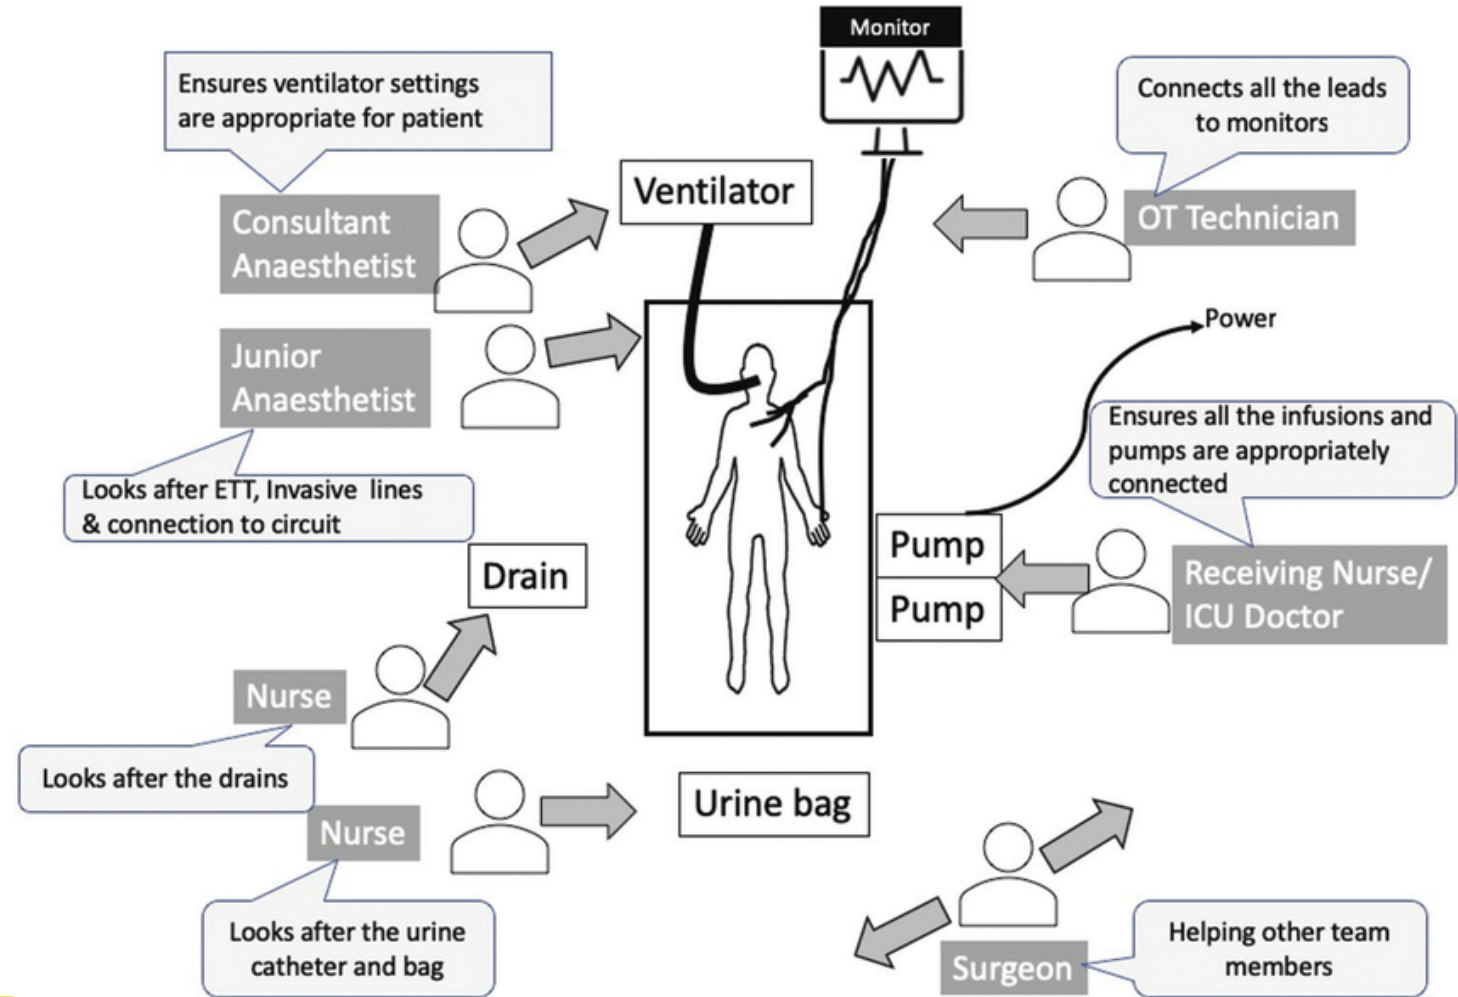 Monitor
Ensures ventilator settings
are appropriate for patient
Connects all the leads
to monitors
Ventilator
Consultant
Anaesthetist
OT Technician
Junior
Anaesthetist
Power
Ensures all the infusions and
pumps are appropriately
connected
Looks after ETT, Invasive lines
& connection to circuit
Drain
Pump
Pump
Receiving Nurse/
ICU Doctor
Nurse
Looks after the drains
Urine bag
Nurse
Looks after the urine
catheter and bag
Surgeon
Helping other team
members